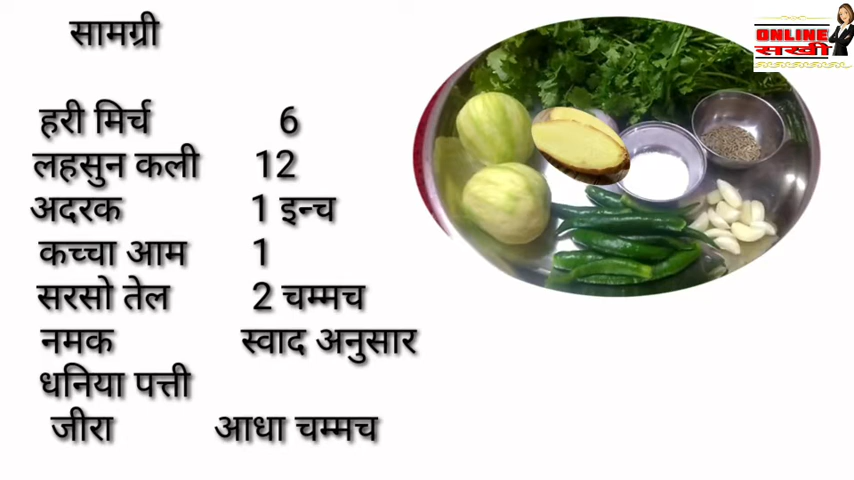 सामग्री
ONLINE
सखी
हरी मिर्च 6
लहसुन कली 12
अदरक 1 इन्च
कच्चा आम 1
सरसो तेल 2 चम्मच
नमक स्वाद अनुसार
धनिया पत्ती
जीरा आधा चम्मच